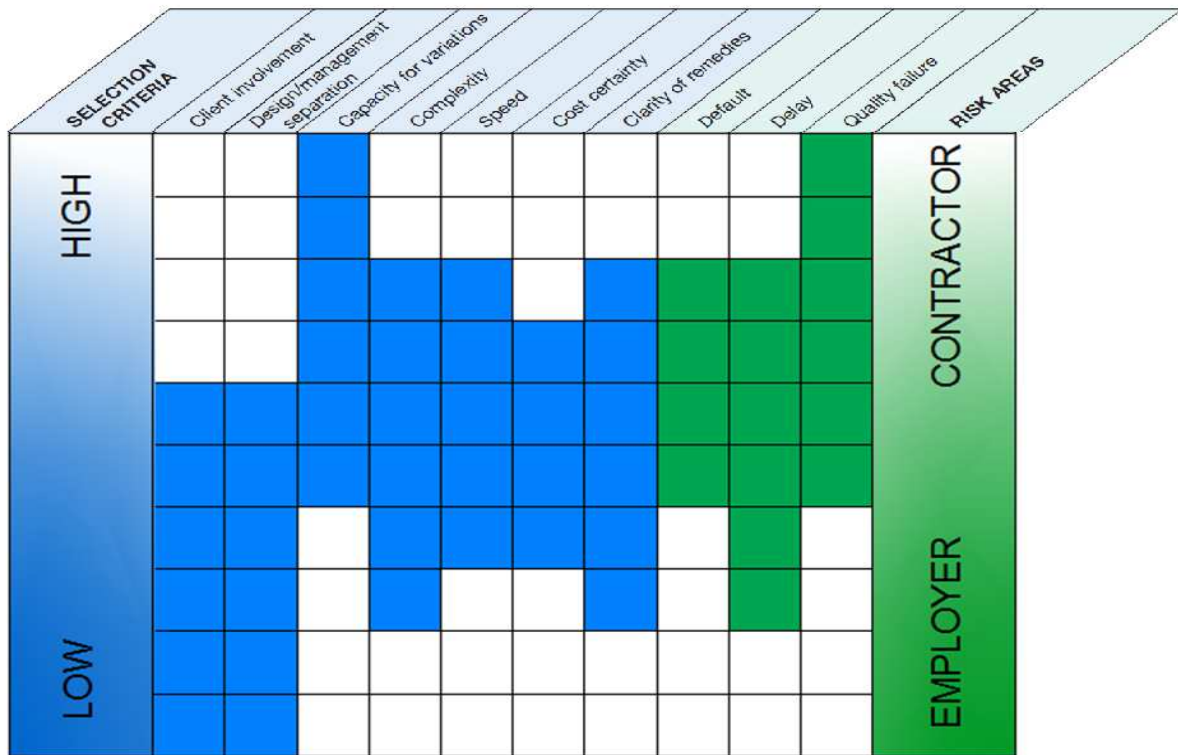 SELECTION
CRITERIA
Client involvement
Design/management
separation
Capacity for variations
Complexity
Speed
Cost certainty
Clarity of remedies
Default
Delay
Quality failure
RISK AREAS
HIGH
LOW
CONTRACTOR
EMPLOYER